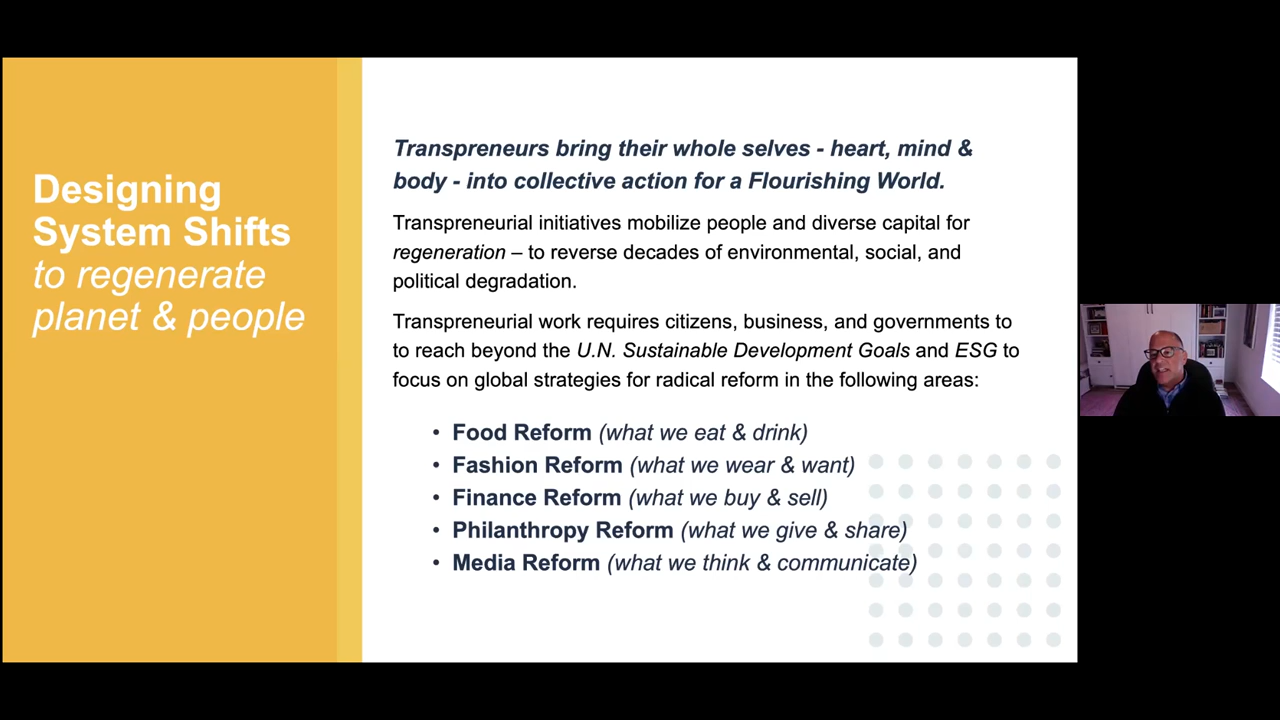 Designing
System Shifts
to regenerate
planet & people
Transpreneurs bring their whole selves - heart, mind &
body - into collective action for a Flourishing World.
Transpreneurial initiatives mobilize people and diverse capital for
regeneration – to reverse decades of environmental, social, and
political degradation.
Transpreneurial work requires citizens, business, and governments to
to reach beyond the U.N. Sustainable Development Goals and ESG to
focus on global strategies for radical reform in the following areas:
• Food Reform (what we eat & drink)
• Fashion Reform (what we wear & want)
• Finance Reform (what we buy & sell)
• Philanthropy Reform (what we give & share)
• Media Reform (what we think & communicate)